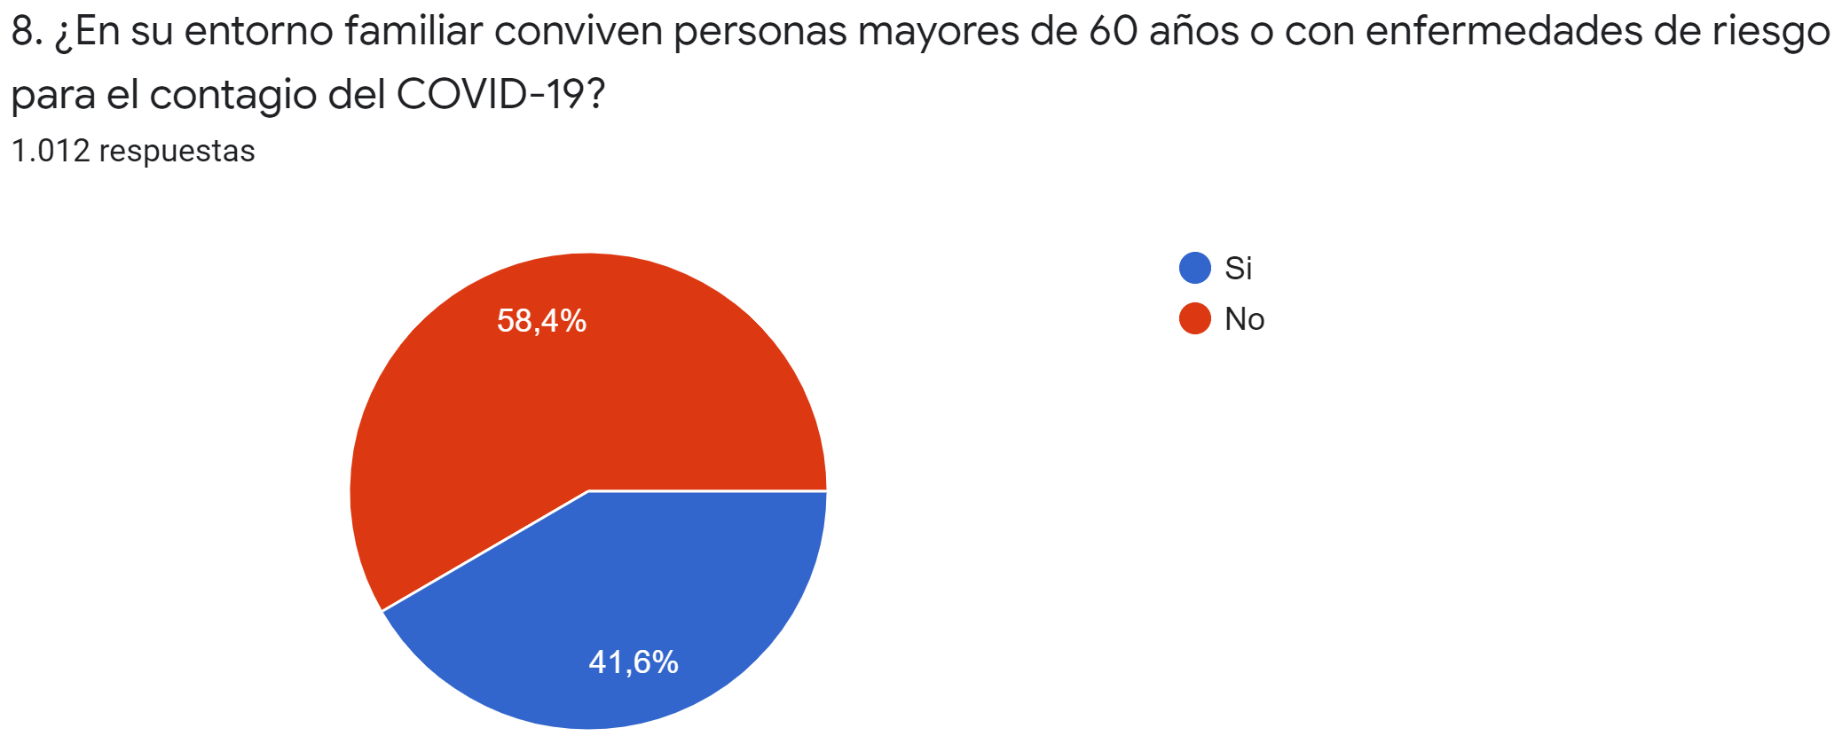 8. ¿En su entorno familiar conviven personas mayores de 60 años o con enfermedades de riesgo
para el contagio del COVID-19?
1.012 respuestas
Si
No
58,4%
41,6%